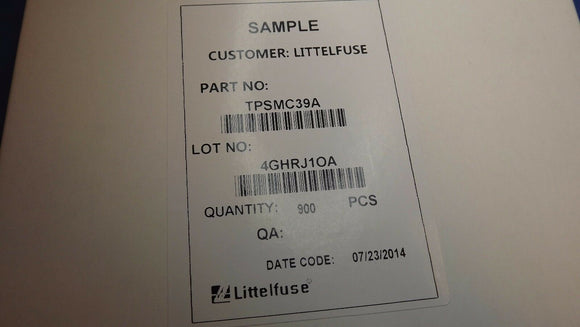 SAMPLE
CUSTOMER: LITTELFUSE
PART NO:
TPSMC39A
LOT NO:
4GHRJ1OA
QUANTITY: 900 PCS
QA:
DATE CODE: 07/23/2014
Littelfuse®